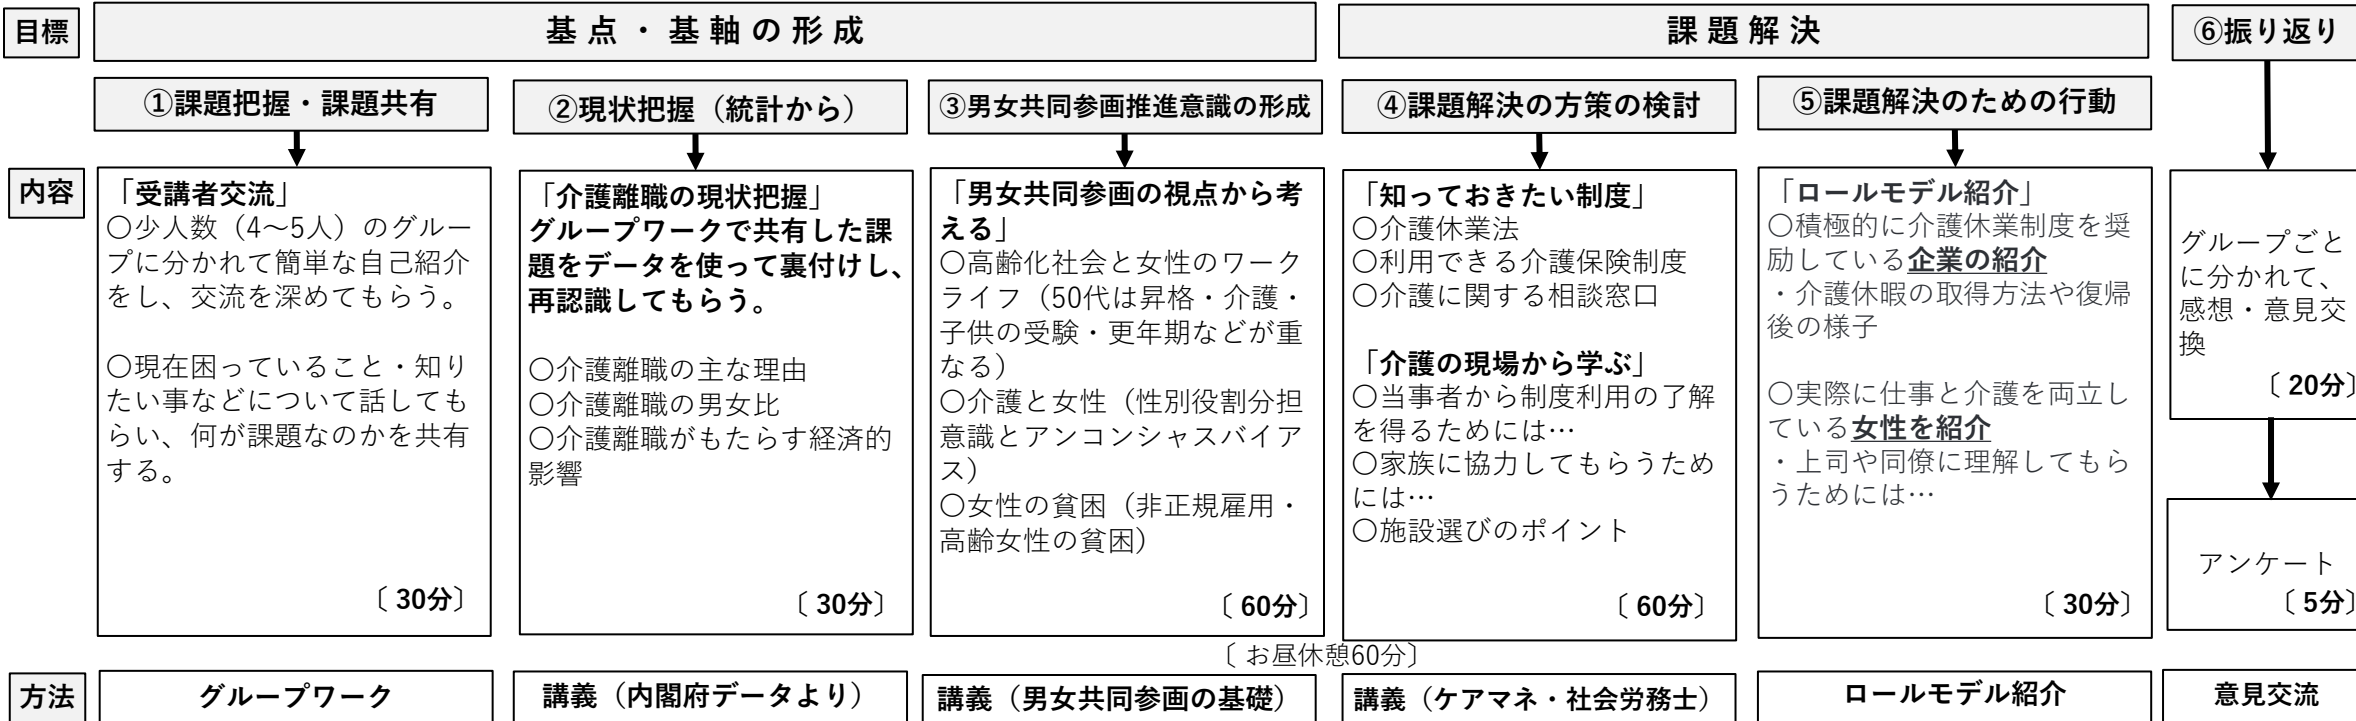 目標
基点・基軸の形成
課題解決
⑥振り返り
①課題把握・課題共有
②現状把握（統計から）
③男女共同参画推進意識の形成
④課題解決の方策の検討
⑤課題解決のための行動
内容
「受講者交流」
〇少人数（4～5人）のグルー
プに分かれて簡単な自己紹介
をし、交流を深めてもらう。
〇現在困っていること・知り
たい事などについて話しても
らい、何が課題なのかを共有
する。
〔 30分〕
「介護離職の現状把握」
グループワークで共有した課
題をデータを使って裏付けし、
再認識してもらう。
〇介護離職の主な理由
〇介護離職の男女比
〇介護離職がもたらす経済的
影響
〔 30分〕
「男女共同参画の視点から考
える」
〇高齢化社会と女性のワーク
ライフ（50代は昇格・介護・
子供の受験・更年期などが重
なる）
〇介護と女性（性別役割分担
意識とアンコンシャスバイア
ス）
〇女性の貧困（非正規雇用・
高齢女性の貧困）
〔 60分〕
「知っておきたい制度」
〇介護休業法
〇利用できる介護保険制度
〇介護に関する相談窓口
「介護の現場から学ぶ」
〇当事者から制度利用の了解
を得るためには…
〇家族に協力してもらうため
には…
〇施設選びのポイント
〔 60分〕
「ロールモデル紹介」
〇積極的に介護休業制度を奨
励している企業の紹介
・介護休暇の取得方法や復帰
後の様子
〇実際に仕事と介護を両立し
ている女性を紹介
・上司や同僚に理解してもら
うためには…
〔 30分〕
グループごと
に分かれて、
感想・意見交
換
〔 20分〕
アンケート
〔 5分〕
〔 お昼休憩60分〕
方法
グループワーク
講義（内閣府データより）
講義（男女共同参画の基礎）
講義（ケアマネ・社会労務士）
ロールモデル紹介
意見交流